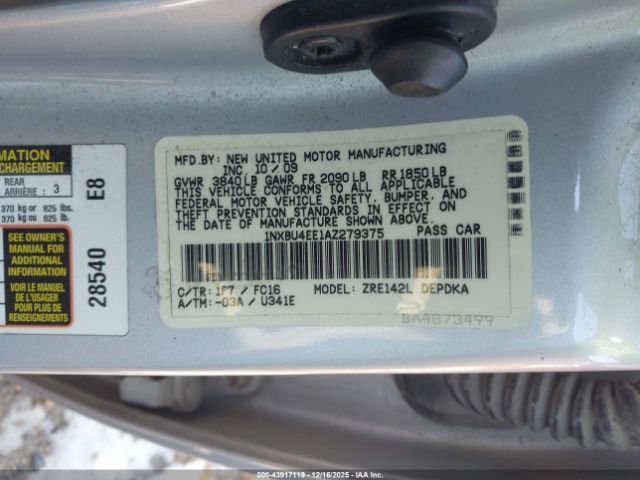 MATION
CHARGEMENT
REAR
ARRIÈRE : 3
370 kg or 825 lbs.
370 kg ou 825 lb.
SEE OWNER'S
MANUAL FOR
ADDITIONAL
INFORMATION
VOIR LE MANUEL
DE L'USAGER
POUR PLUS DE
RENSEIGNEMENTS
28540 E8
MFD.BY: NEW UNITED MOTOR MANUFACTURING
INC. 10/09
GVWR 3840LB GAWR FR 2090LB RR1850LB
THIS VEHICLE CONFORMS TO ALL APPLICABLE
FEDERAL MOTOR VEHICLE SAFETY, BUMPER, AND
THEFT PREVENTION STANDARDS IN EFFECT ON
THE DATE OF MANUFACTURE SHOWN ABOVE.
1NXBU4EE1AZ279375 PASS CAR
C/TR: 1F7 / FC16 MODEL: ZRE142L DEPDKA
A/TM: -03A / U341E
BA4873499
000-43917119 - 12/16/2025 - IAA Holdings, LLC. -